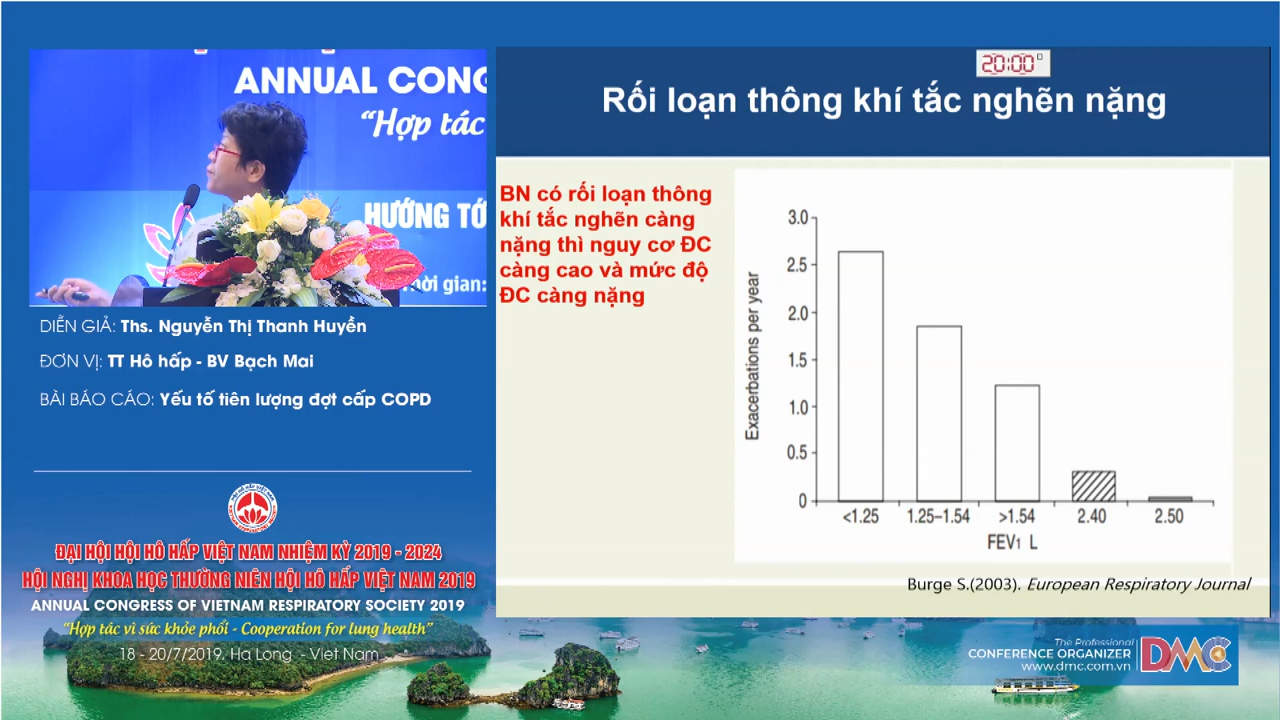 ANNUAL CONG
“Hợp tác
HƯỚNG TỚ
hời gian:
DIỄN GIẢ: Ths. Nguyễn Thị Thanh Huyền
ĐƠN VỊ: TT Hô hấp - BV Bạch Mai
BÀI BÁO CÁO: Yếu tố tiên lượng đợt cấp COPD
ĐẠI HỘI HỘI HÔ HẤP VIỆT NAM NHIỆM KỲ 2019 - 2024
HỘI NGHỊ KHOA HỌC THƯỜNG NIÊN HỘI HÔ HẤP VIỆT NAM 2019
ANNUAL CONGRESS OF VIETNAM RESPIRATORY SOCIETY 2019
“Hợp tác vì sức khỏe phổi - Cooperation for lung health”
18 - 20/7/2019. Ha Long - Viet Nam
20:00
Rối loạn thông khí tắc nghẽn nặng
BN có rối loạn thông
khí tắc nghẽn càng
nặng thì nguy cơ ĐC
càng cao và mức độ
ĐC càng nặng
Exacerbations per year
3.0
2.5
2.0
1.5
1.0
0.5
0
<1.25 1.25–1.54 >1.54 2.40 2.50
FEV1 L
Burge S.(2003). European Respiratory Journal
The Professional
CONFERENCE ORGANIZER
www.dmc.com.vn
DMC